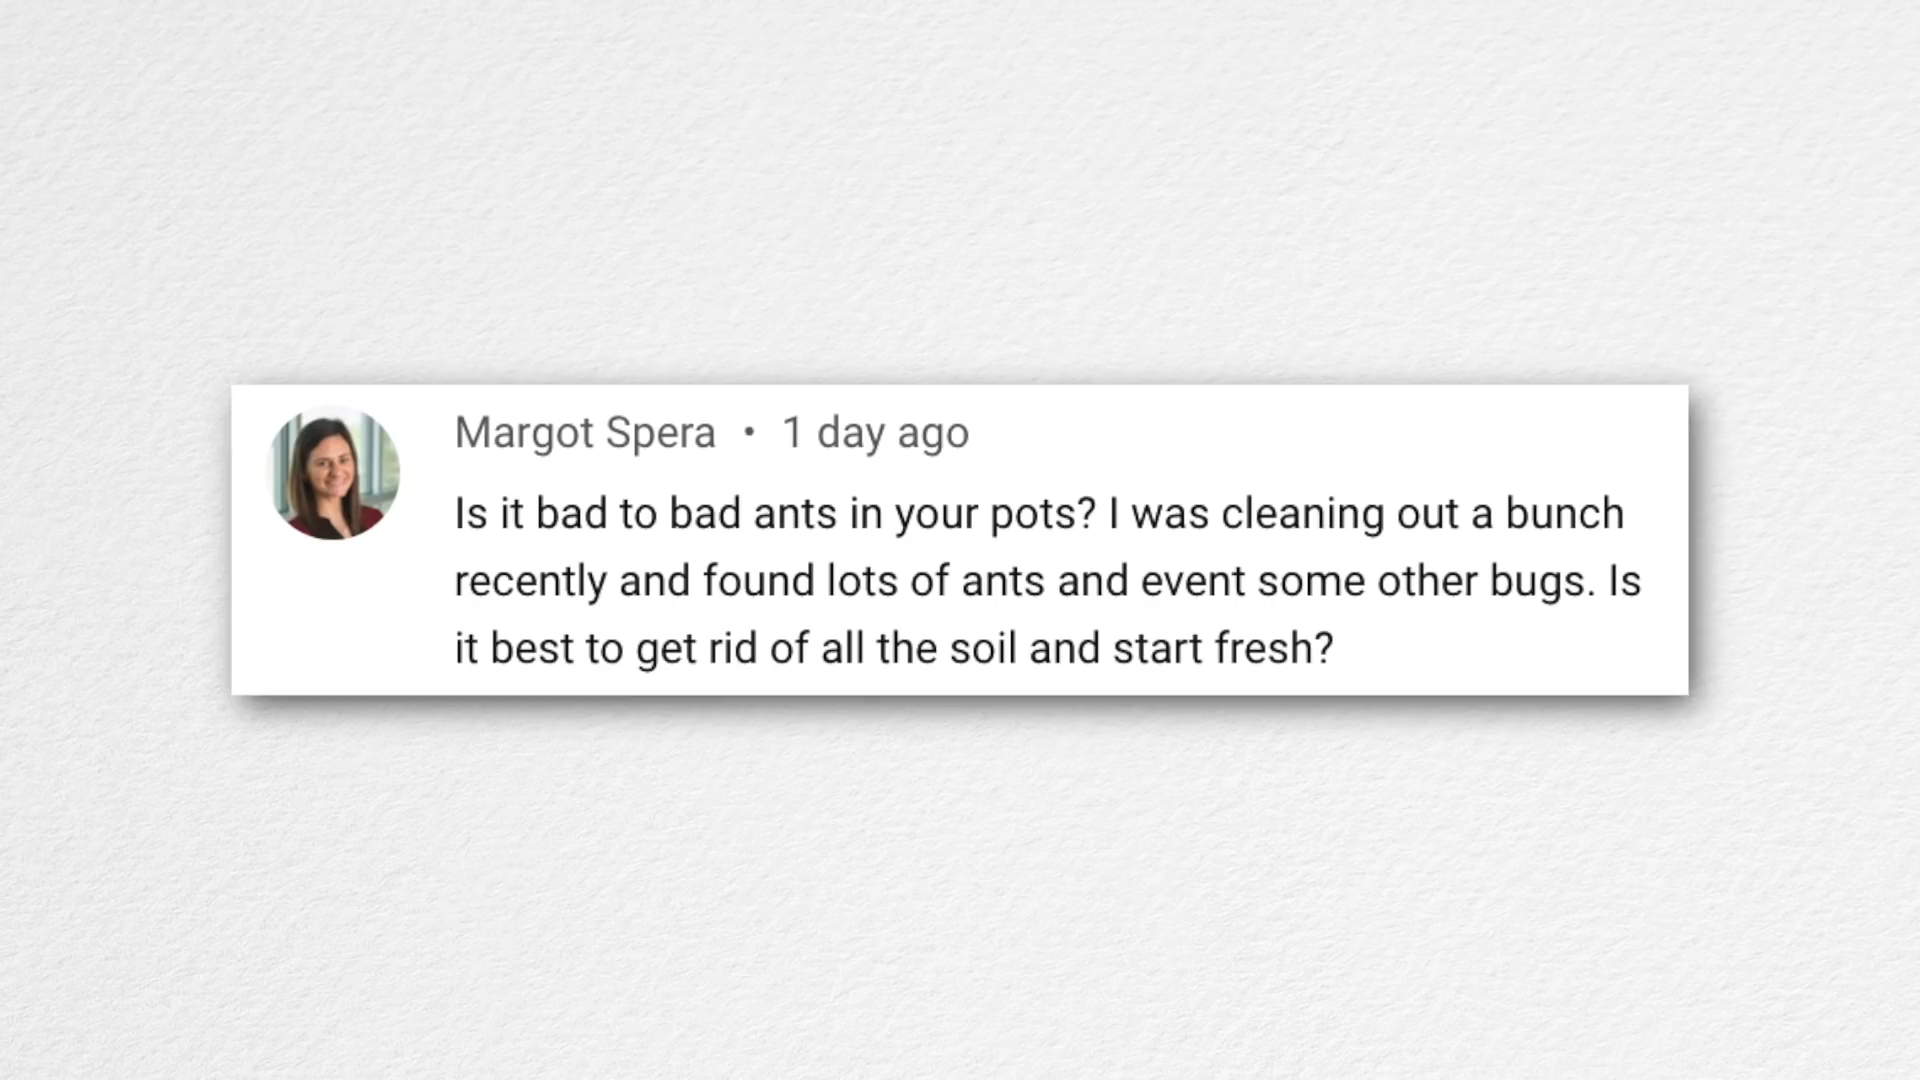 Margot Spera • 1 day ago
Is it bad to bad ants in your pots? I was cleaning out a bunch
recently and found lots of ants and event some other bugs. Is
it best to get rid of all the soil and start fresh?